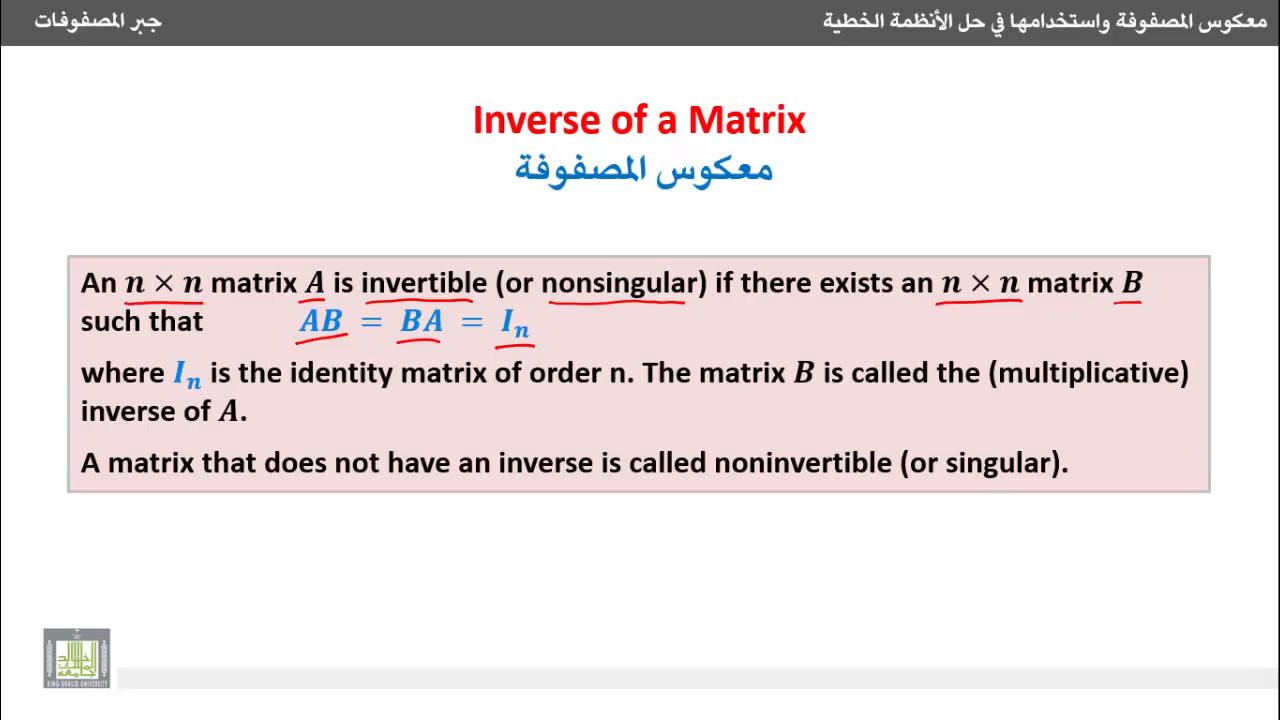 معكوس المصفوفة واستخدامها في حل الأنظمة الخطية
جبر المصفوفات
Inverse of a Matrix
معكوس المصفوفة
An n × n matrix A is invertible (or nonsingular) if there exists an n × n matrix B
such that AB = BA = Iₙ
where Iₙ is the identity matrix of order n. The matrix B is called the (multiplicative)
inverse of A.
A matrix that does not have an inverse is called noninvertible (or singular).
KING KHALID UNIVERSITY